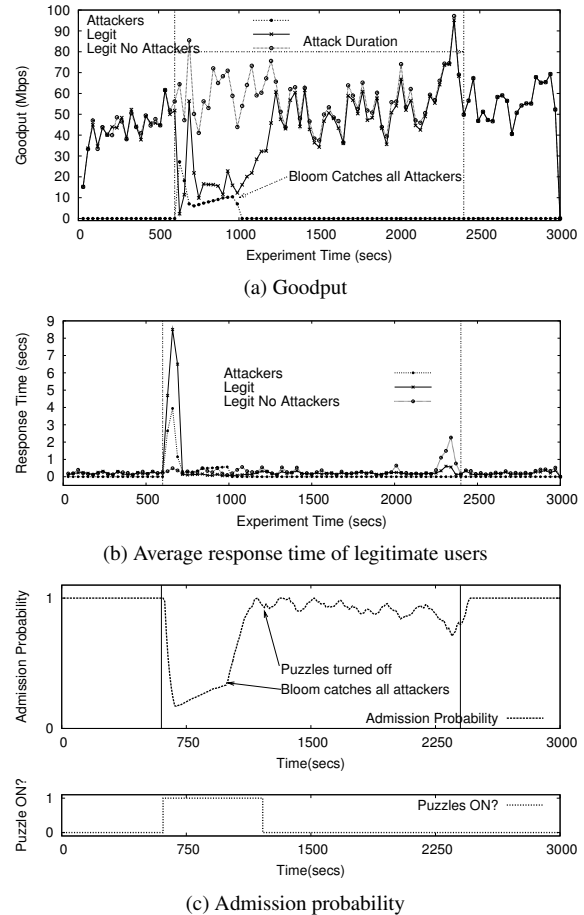 100
90
80
70
60
50
40
30
20
10
0
Goodput (Mbps)
Attackers
Legit
Legit No Attackers
Attack Duration
Bloom Catches all Attackers
0 500 1000 1500 2000 2500 3000
Experiment Time (secs)
(a) Goodput
9
8
7
6
5
4
3
2
1
0
Response Time (secs)
Attackers
Legit
Legit No Attackers
0 500 1000 1500 2000 2500 3000
Experiment Time (secs)
(b) Average response time of legitimate users
1
0
Admission Probability
Puzzles turned off
Bloom catches all attackers
Admission Probability
0 750 1500 2250 3000
Time(secs)
Puzzle ON?
1
0
Puzzles ON?
0 750 1500 2250 3000
Time(secs)
(c) Admission probability